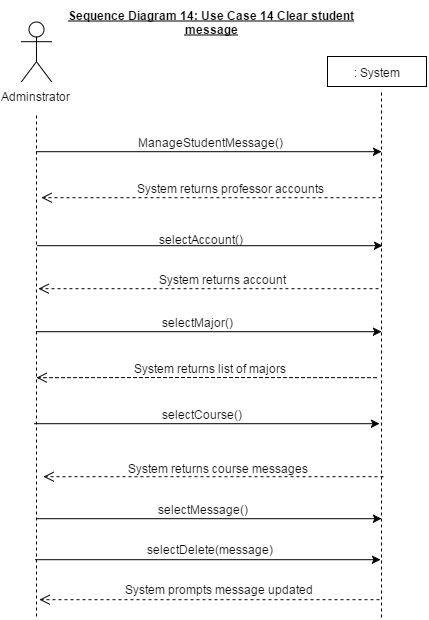 Sequence Diagram 14: Use Case 14 Clear student
message
: System
Adminstrator
ManageStudentMessage()
System returns professor accounts
selectAccount()
System returns account
selectMajor()
System returns list of majors
selectCourse()
System returns course messages
selectMessage()
selectDelete(message)
System prompts message updated